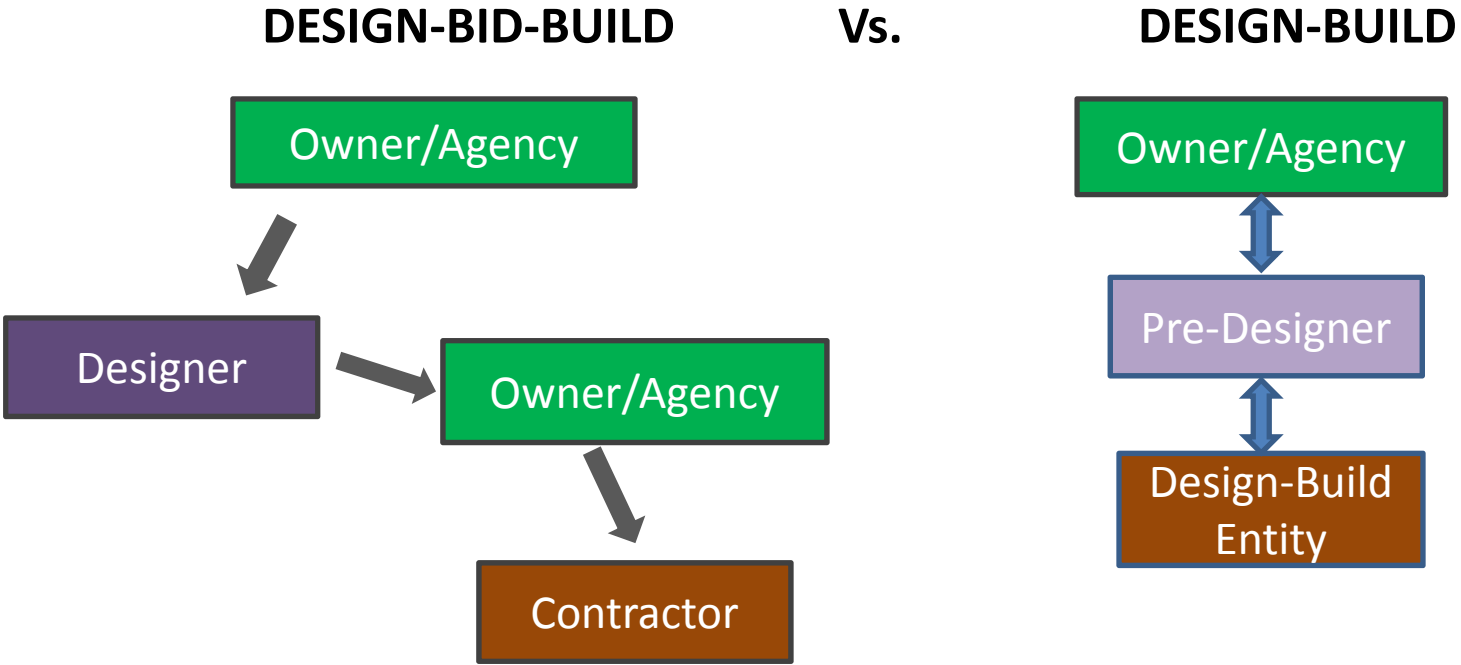 DESIGN-BID-BUILD Vs. DESIGN-BUILD
Owner/Agency
Designer
Owner/Agency
Contractor
Owner/Agency
Pre-Designer
Design-Build
Entity